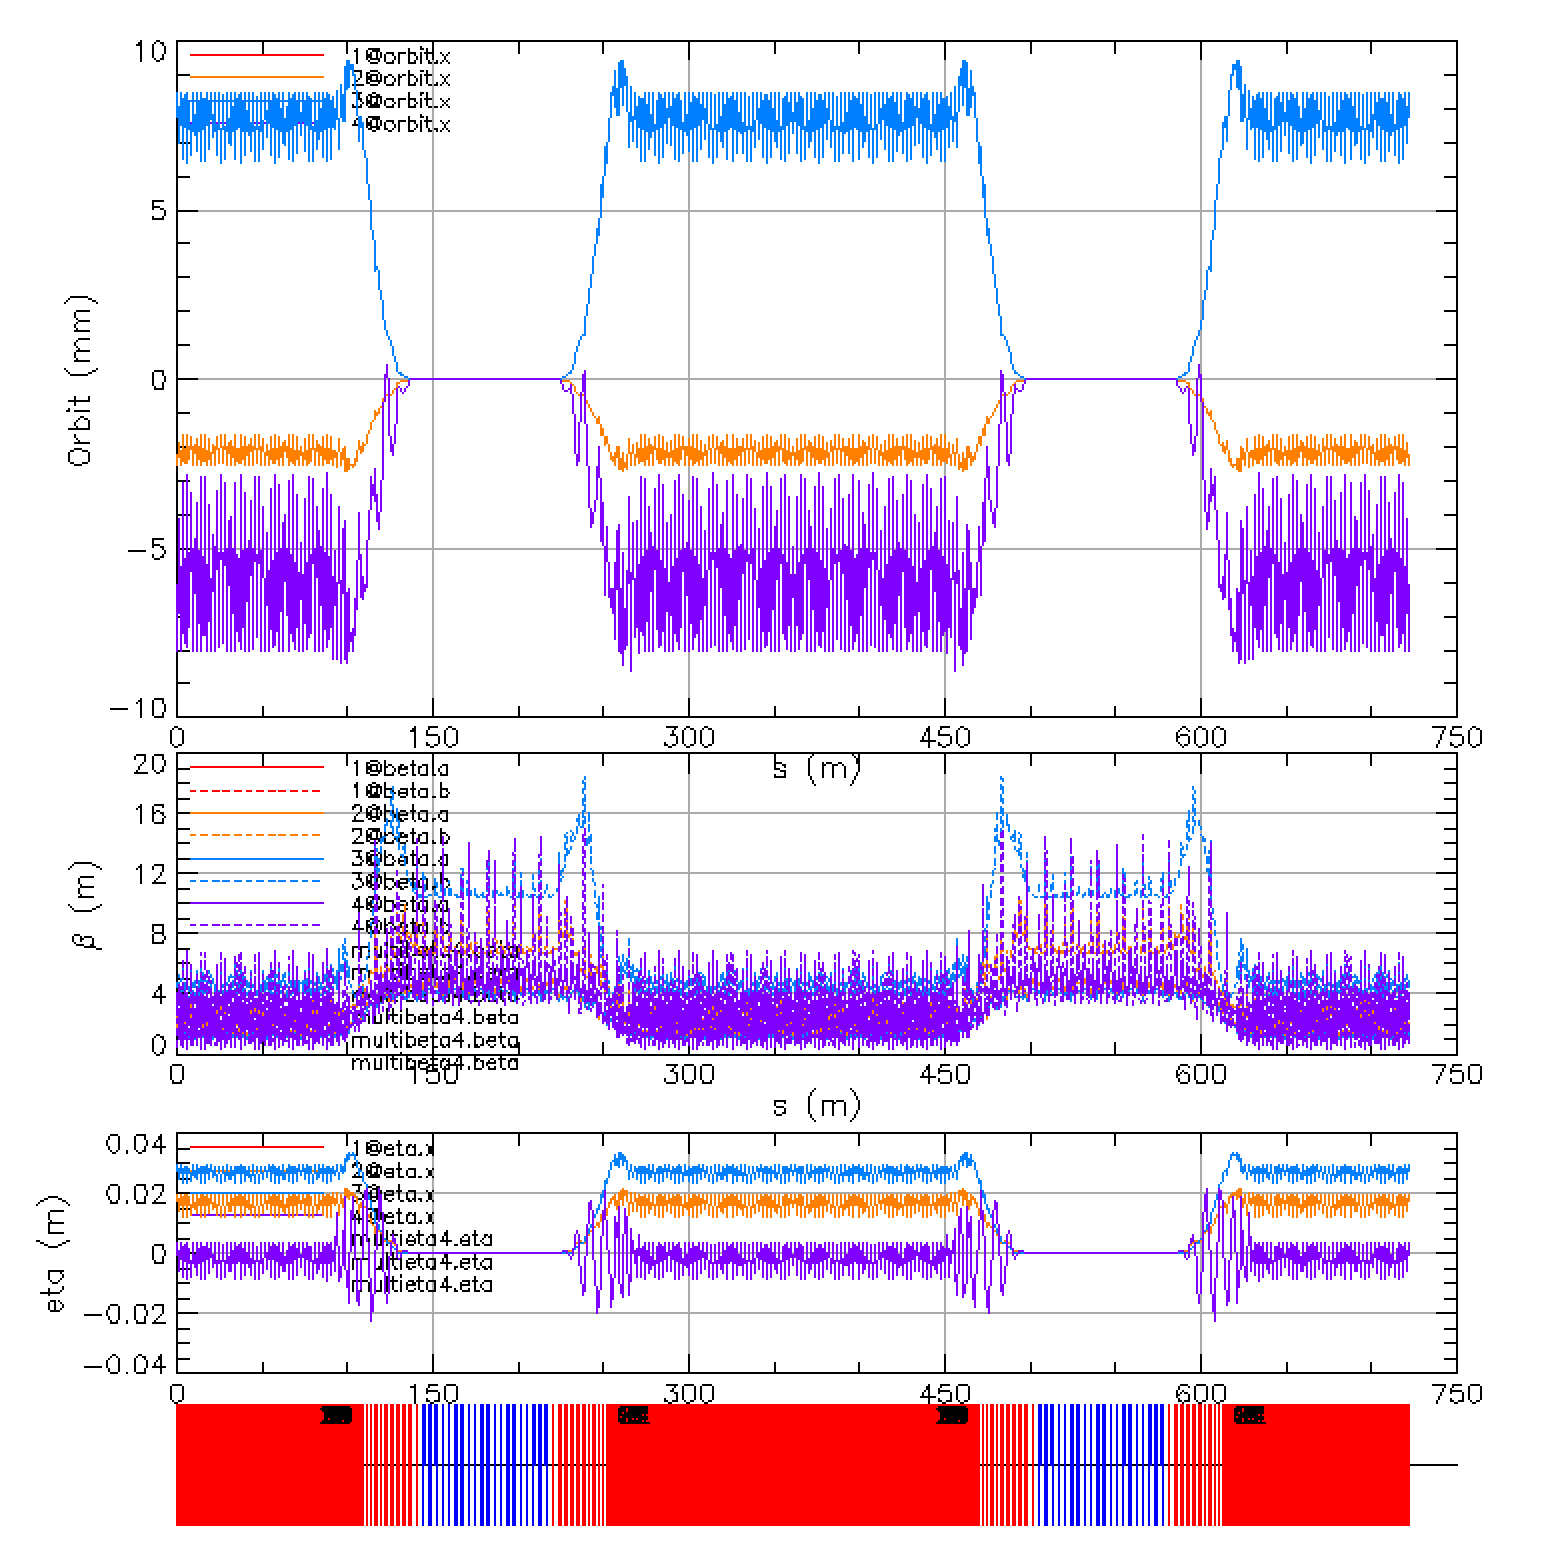 10
5
0
−5
−10
Orbit (mm)
1@orbit.x
2@orbit.x
3@orbit.x
4@orbit.x
0 150 300 450 600 750
s (m)
20
16
12
8
4
0
β (m)
1@beta.a
1@beta.b
2@beta.a
2@beta.b
3@beta.a
3@beta.b
4@beta.a
4@beta.b
multibeta4.beta
multibeta4.beta
multibeta4.beta
0 150 300 450 600 750
s (m)
0.04
0.02
0
−0.02
−0.04
eta (m)
1@eta.x
2@eta.x
3@eta.x
4@eta.x
multieta4.eta
multieta4.eta
multieta4.eta
0 150 300 450 600 750